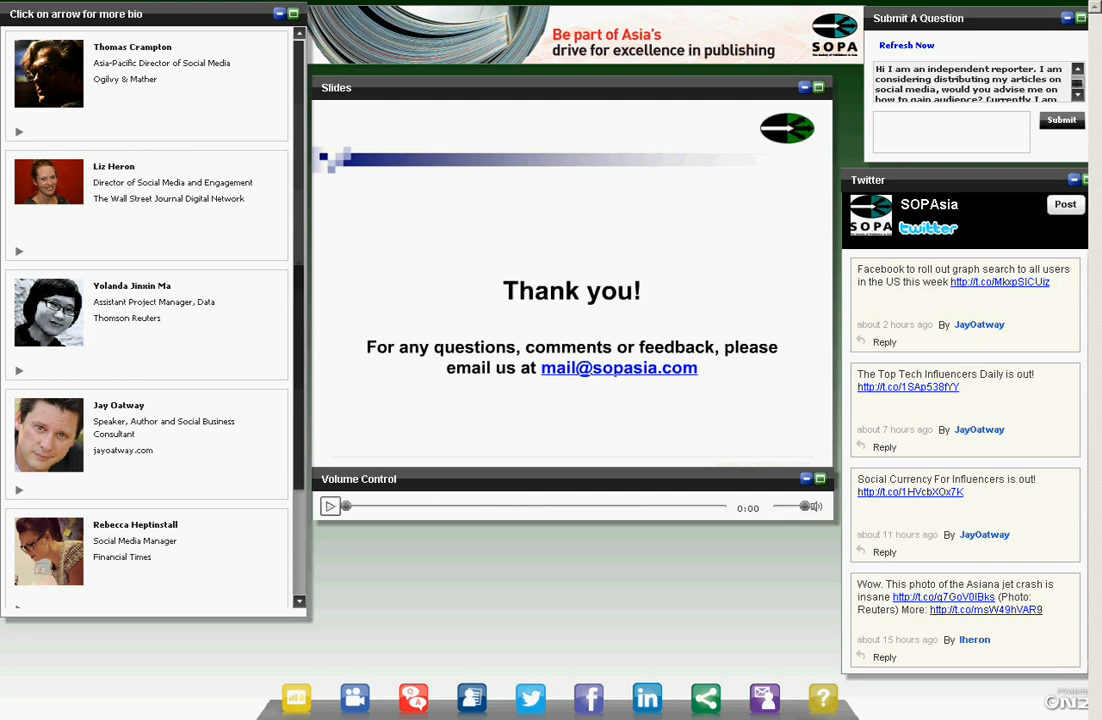 Click on arrow for more bio
Thomas Crampton
Asia-Pacific Director of Social Media
Ogilvy & Mather
Liz Heron
Director of Social Media and Engagement
The Wall Street Journal Digital Network
Yolanda Jinxin Ma
Assistant Project Manager, Data
Thomson Reuters
Jay Oatway
Speaker, Author and Social Business
Consultant
jayoatway.com
Rebecca Heptinstall
Social Media Manager
Financial Times
Be part of Asia's
drive for excellence in publishing
SOPA
Slides
Thank you!
For any questions, comments or feedback, please
email us at mail@sopasia.com
Volume Control
0:00
Submit A Question
Refresh Now
Hi I am an independent reporter. I am
considering distributing my articles on
social media, would you advise me on
how to gain audience? Currently I am
Submit
Twitter
SOPA
SOPAsia
twitter
Post
Facebook to roll out graph search to all users
in the US this week http://t.co/MkxpSICUiz
about 2 hours ago By JayOatway
Reply
The Top Tech Influencers Daily is out!
http://t.co/1SAp538fYY
about 7 hours ago By JayOatway
Reply
Social Currency For Influencers is out!
http://t.co/1HVcbXOx7K
about 11 hours ago By JayOatway
Reply
Wow. This photo of the Asiana jet crash is
insane http://t.co/q7GoV0IBks (Photo:
Reuters) More: http://t.co/msW49hVAR9
about 15 hours ago By lheron
Reply
Q
A
f
in
?
POWERED
ON24